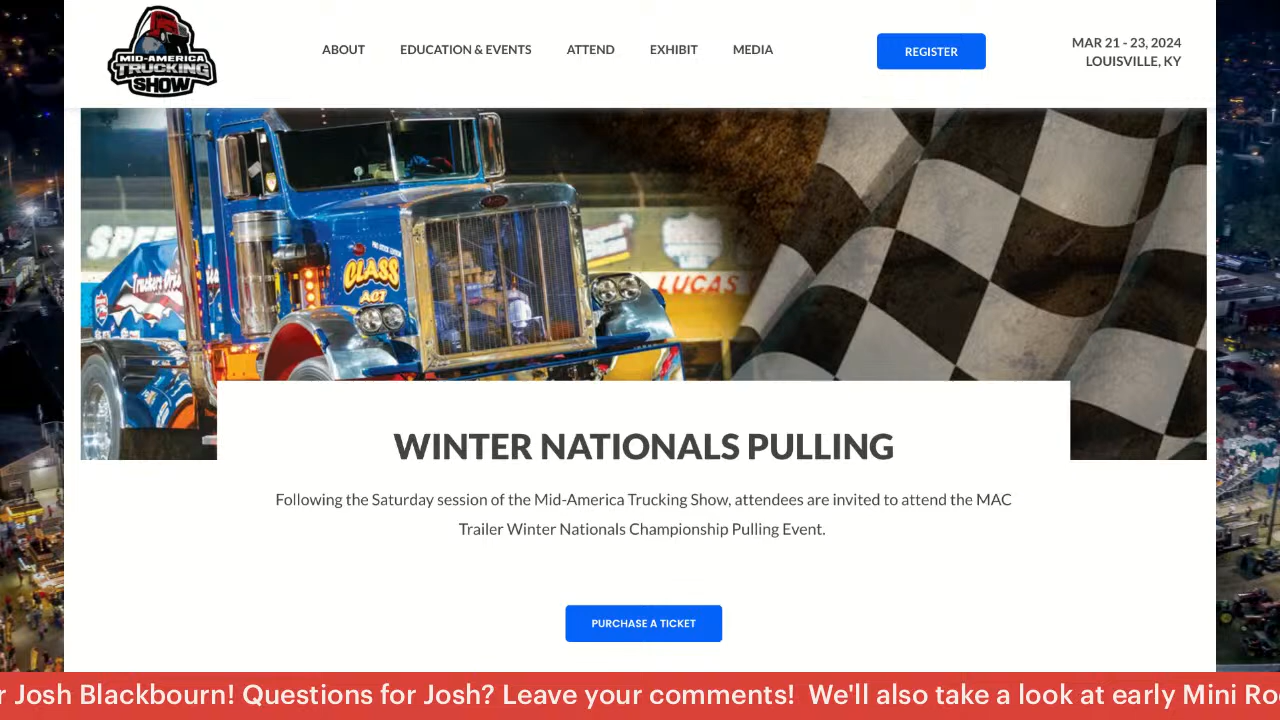 MID-AMERICA
TRUCKING
SHOW
ABOUT
EDUCATION & EVENTS
ATTEND
EXHIBIT
MEDIA
REGISTER
MAR 21 - 23, 2024
LOUISVILLE, KY
CLASS
ACT
LUCAS
WINTER NATIONALS PULLING
Following the Saturday session of the Mid-America Trucking Show, attendees are invited to attend the MAC
Trailer Winter Nationals Championship Pulling Event.
PURCHASE A TICKET
r Josh Blackbourn! Questions for Josh? Leave your comments! We'll also take a look at early Mini Ro